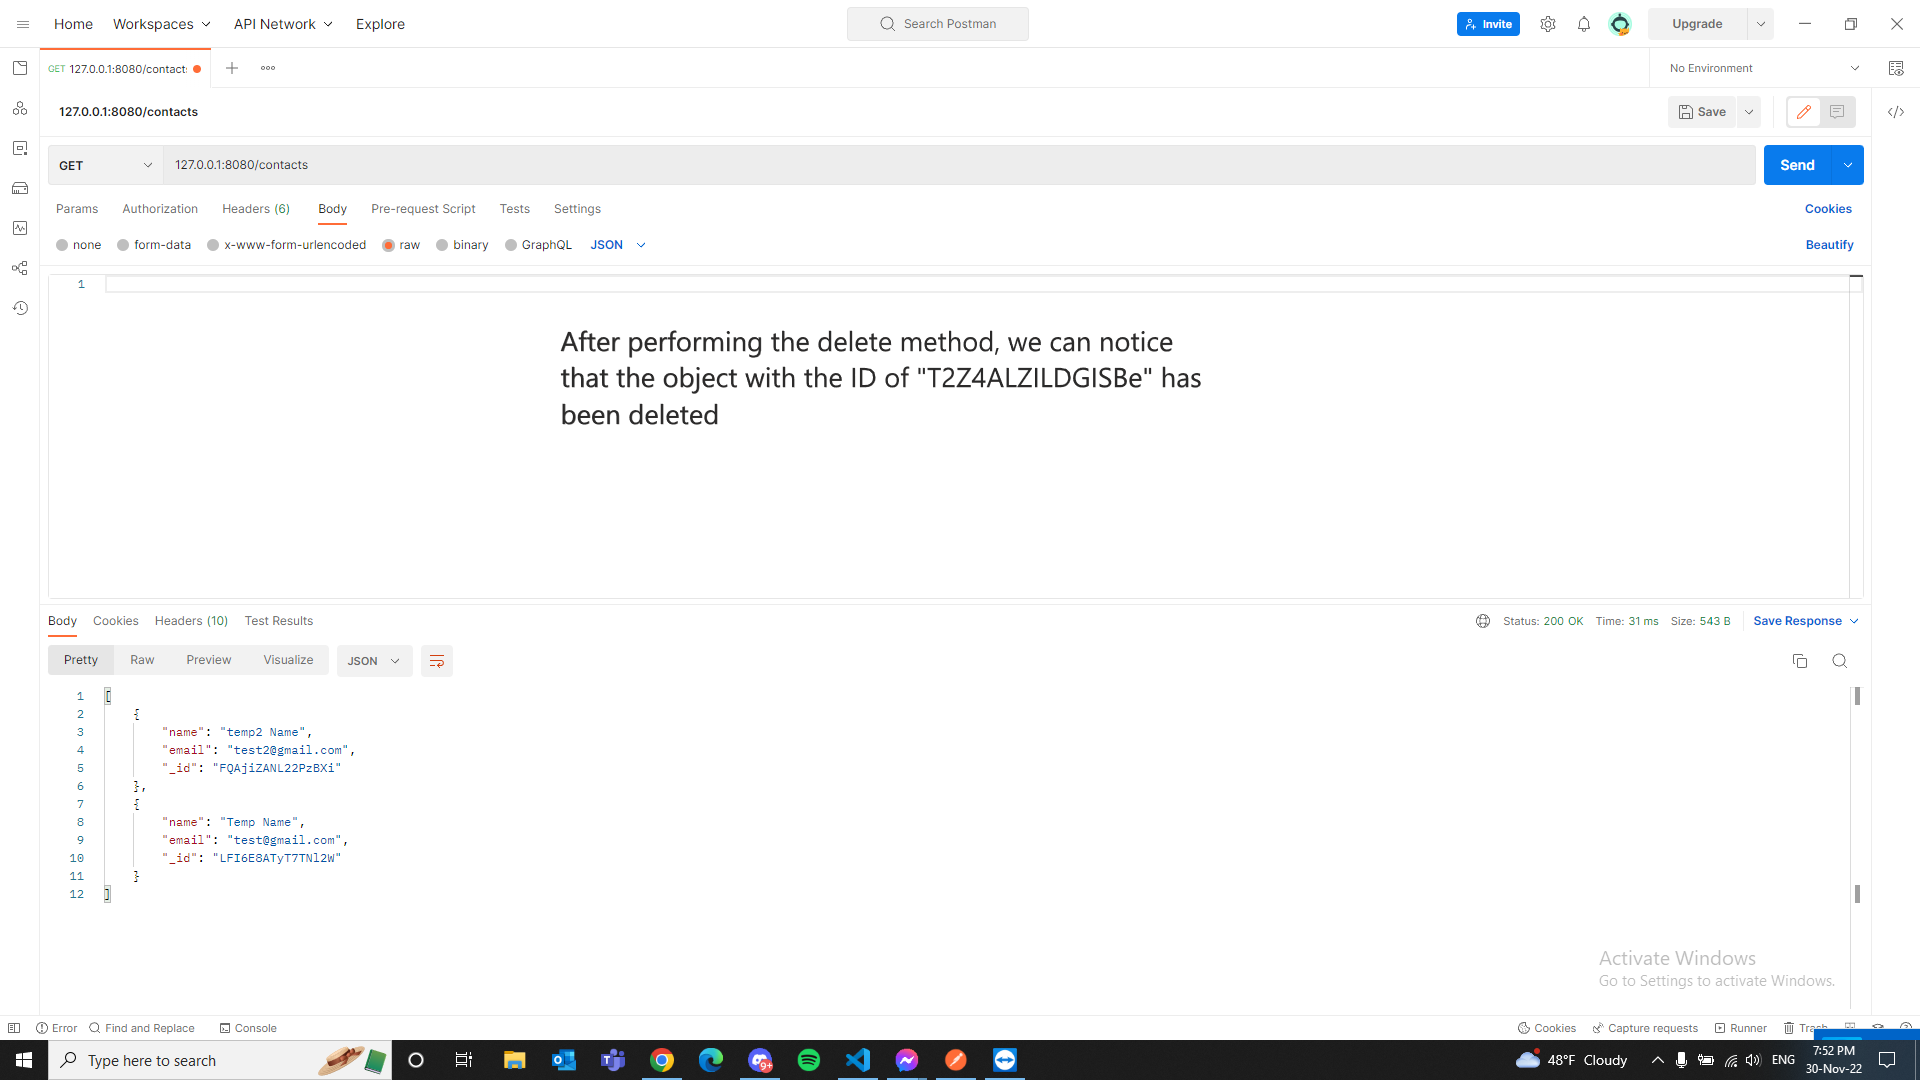 Home Workspaces API Network Explore Search Postman Invite Upgrade
GET 127.0.0.1:8080/contact No Environment
127.0.0.1:8080/contacts Save
GET 127.0.0.1:8080/contacts Send
Params Authorization Headers (6) Body Pre-request Script Tests Settings Cookies
none form-data x-www-form-urlencoded raw binary GraphQL JSON Beautify
1
After performing the delete method, we can notice
that the object with the ID of "T2Z4ALZILDGISBe" has
been deleted
Body Cookies Headers (10) Test Results Status: 200 OK Time: 31 ms Size: 543 B Save Response
Pretty Raw Preview Visualize JSON
1 [
2 {
3 "name": "temp2 Name",
4 "email": "test2@gmail.com",
5 "_id": "FQAjiZANL22PzBXi"
6 },
7 {
8 "name": "Temp Name",
9 "email": "test@gmail.com",
10 "_id": "LFI6E8ATyT7TNl2W"
11 }
12 ]
Activate Windows
Go to Settings to activate Windows.
Error Find and Replace Console Cookies Capture requests Runner Trash
Type here to search 9+ 48°F Cloudy ENG 7:52 PM
30-Nov-22